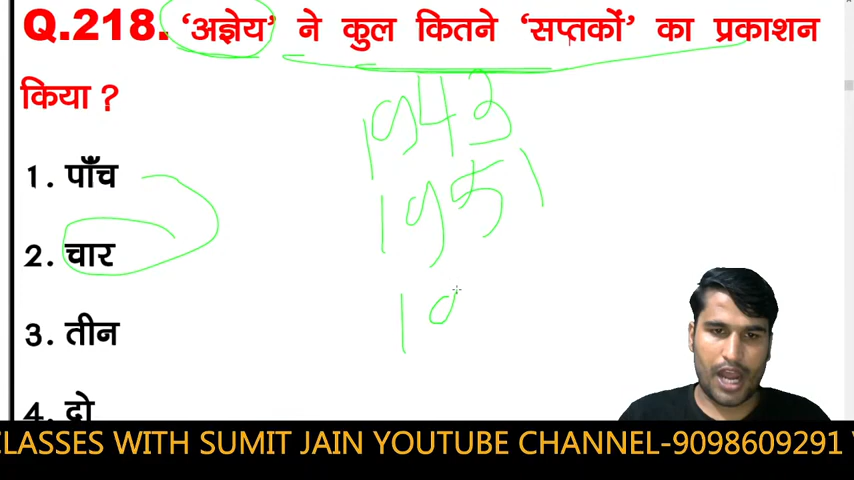 Q.218. ‘अज्ञेय’ ने कुल कितने ‘सप्तकों’ का प्रकाशन
किया ?
1943
1. पाँच
1951
2. चार
19
3. तीन
4. दो
CLASSES WITH SUMIT JAIN YOUTUBE CHANNEL-9098609291